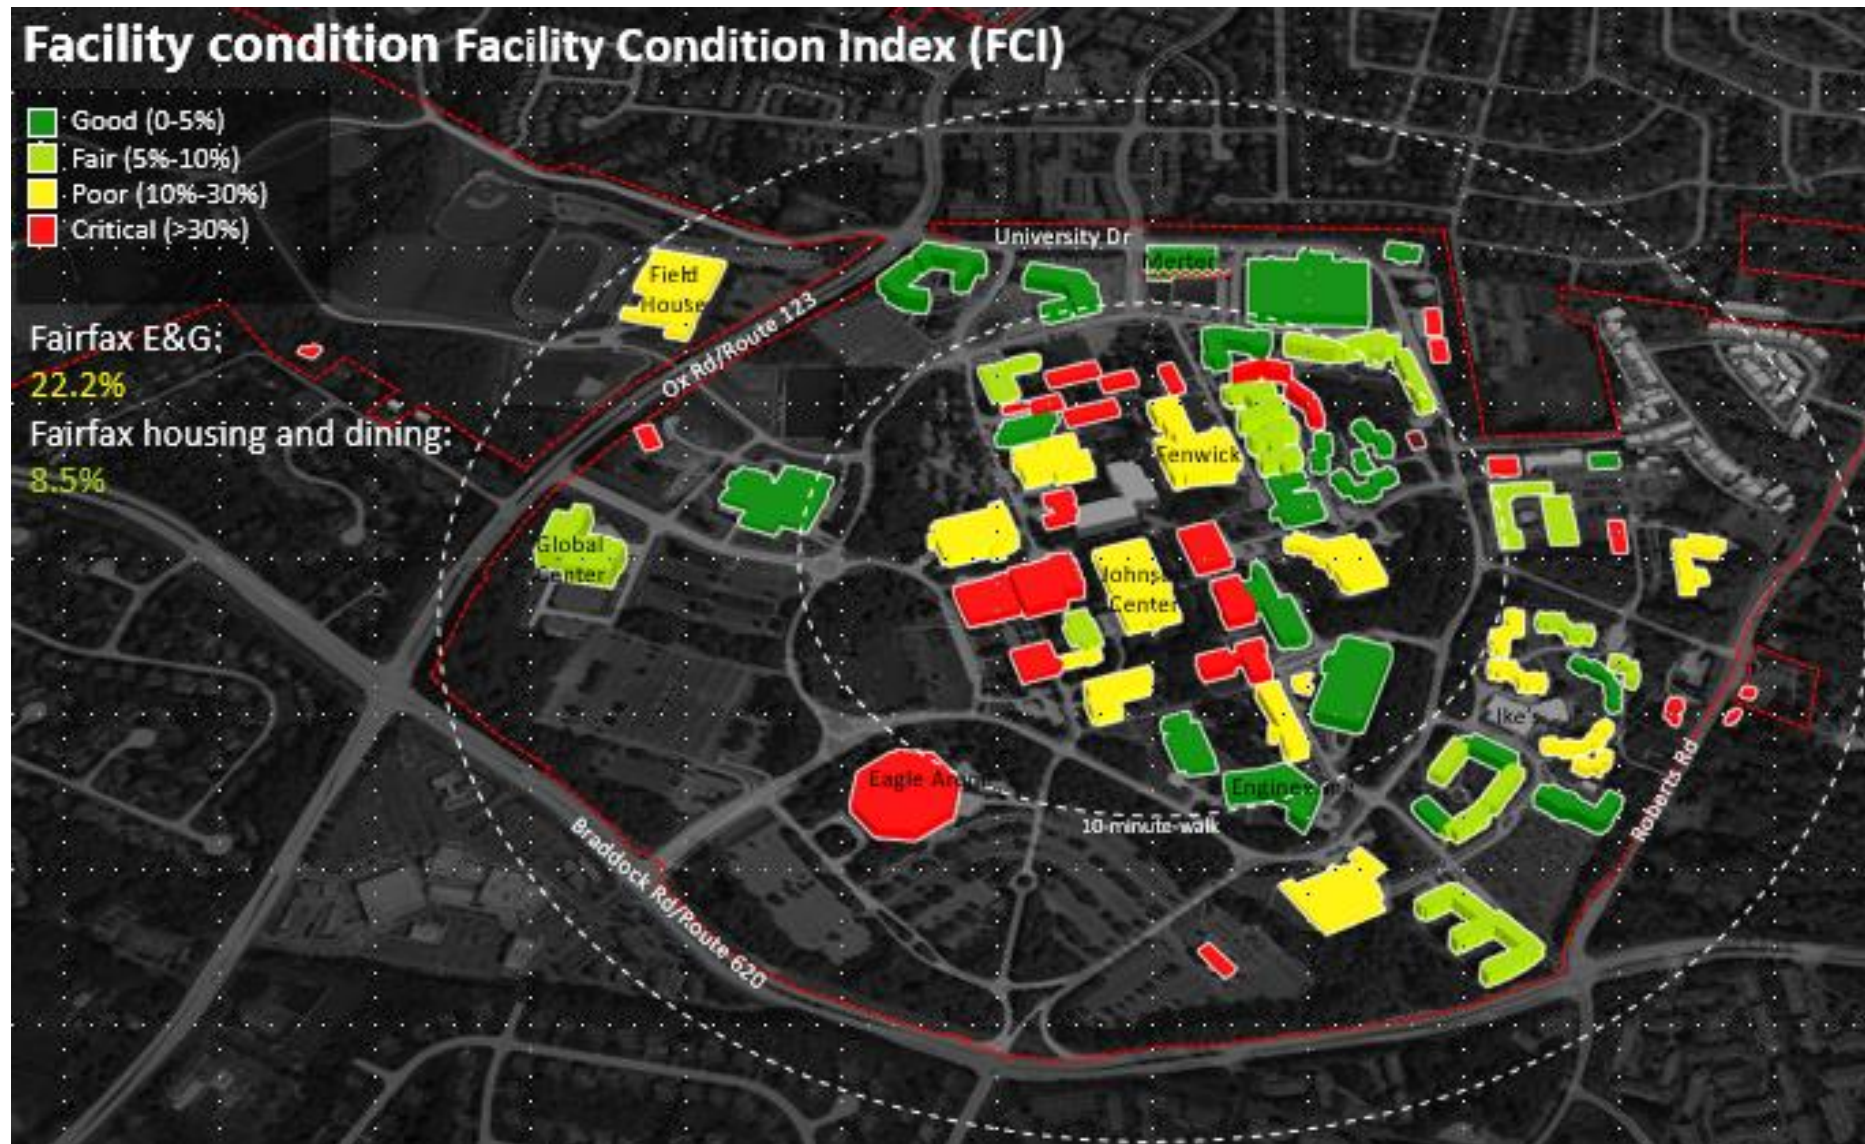 Facility condition Facility Condition Index (FCI)
Good (0-5%)
Fair (5%-10%)
Poor (10%-30%)
Critical (>30%)
Fairfax E&G:
22.2%
Fairfax housing and dining:
8.5%
University Dr
Merten
Field
House
Ox Rd/Route 123
Fenwick
Global
Center
Johnson
Center
Ike's
Eagle
Engineering
10-minute-walk
Roberts Rd
Braddock Rd/Route 620